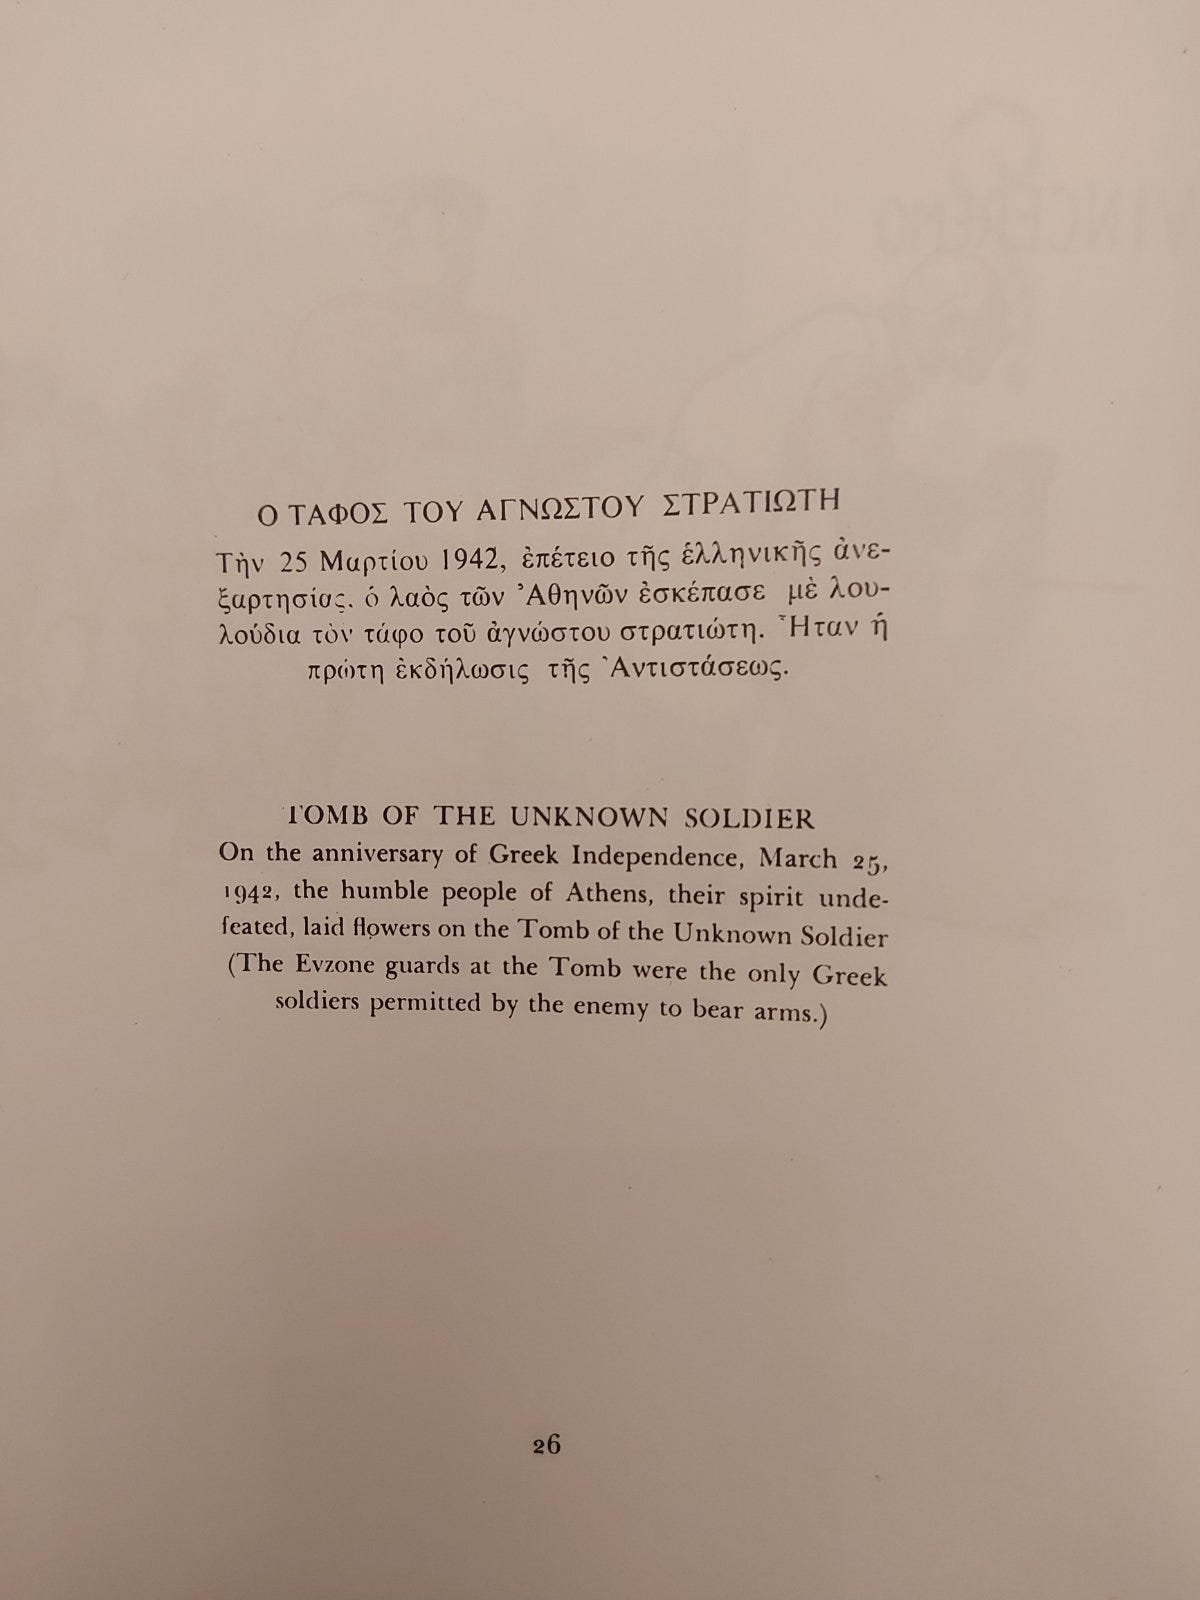 Ο ΤΑΦΟΣ ΤΟΥ ΑΓΝΩΣΤΟΥ ΣΤΡΑΤΙΩΤΗ
Τὴν 25 Μαρτίου 1942, ἐπέτειο τῆς ἑλληνικῆς ἀνε-
ξαρτησίας. ὁ λαὸς τῶν Ἀθηνῶν ἐσκέπασε μὲ λου-
λούδια τὸν τάφο τοῦ ἀγνώστου στρατιώτη. Ἦταν ἡ
πρώτη ἐκδήλωσις τῆς Ἀντιστάσεως.
TOMB OF THE UNKNOWN SOLDIER
On the anniversary of Greek Independence, March 25,
1942, the humble people of Athens, their spirit unde-
feated, laid flowers on the Tomb of the Unknown Soldier
(The Evzone guards at the Tomb were the only Greek
soldiers permitted by the enemy to bear arms.)
26
VINCEREMO